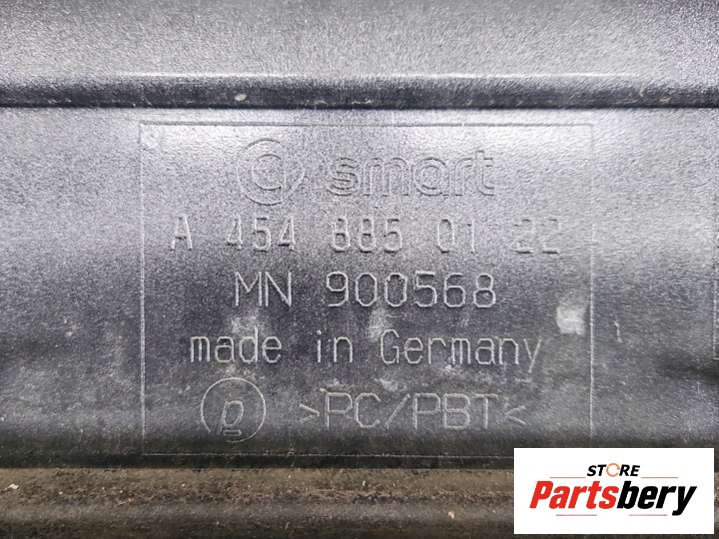 smart
A 454 885 01 22
MN 900568
made in Germany
p >PC/PBT<
STORE
Partsbery